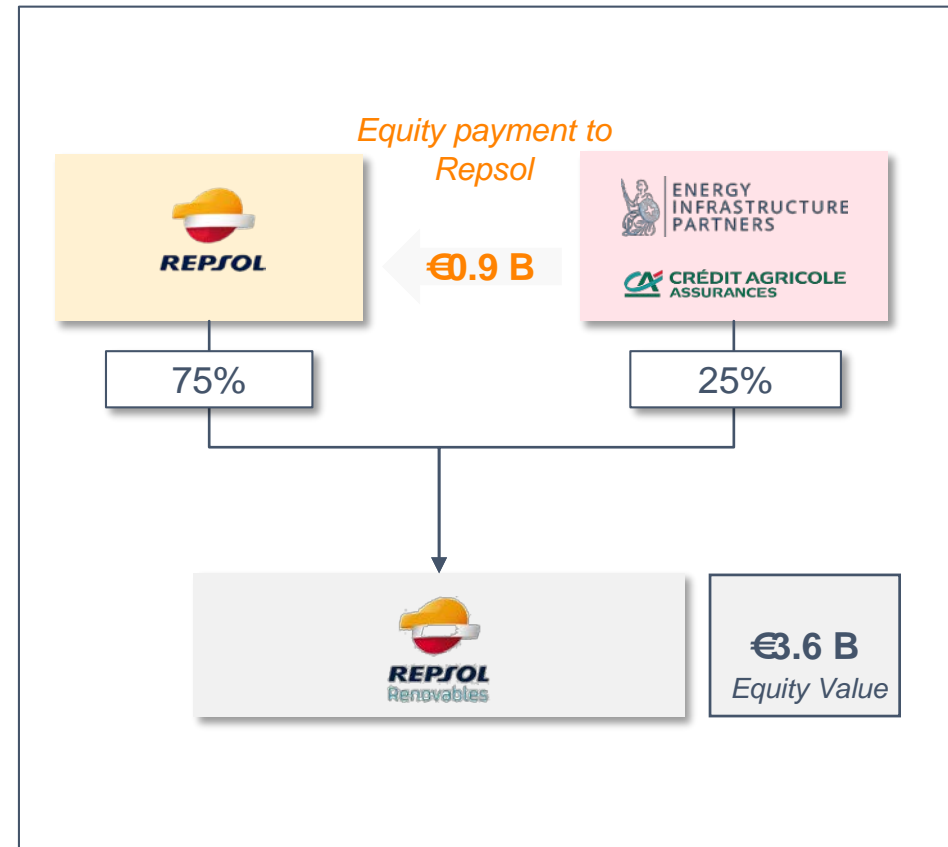 Equity payment to
Repsol
REPSOL
€0.9 B
ENERGY
INFRASTRUCTURE
PARTNERS
CA CRÉDIT AGRICOLE
ASSURANCES
75%
25%
REPSOL
Renovables
€3.6 B
Equity Value